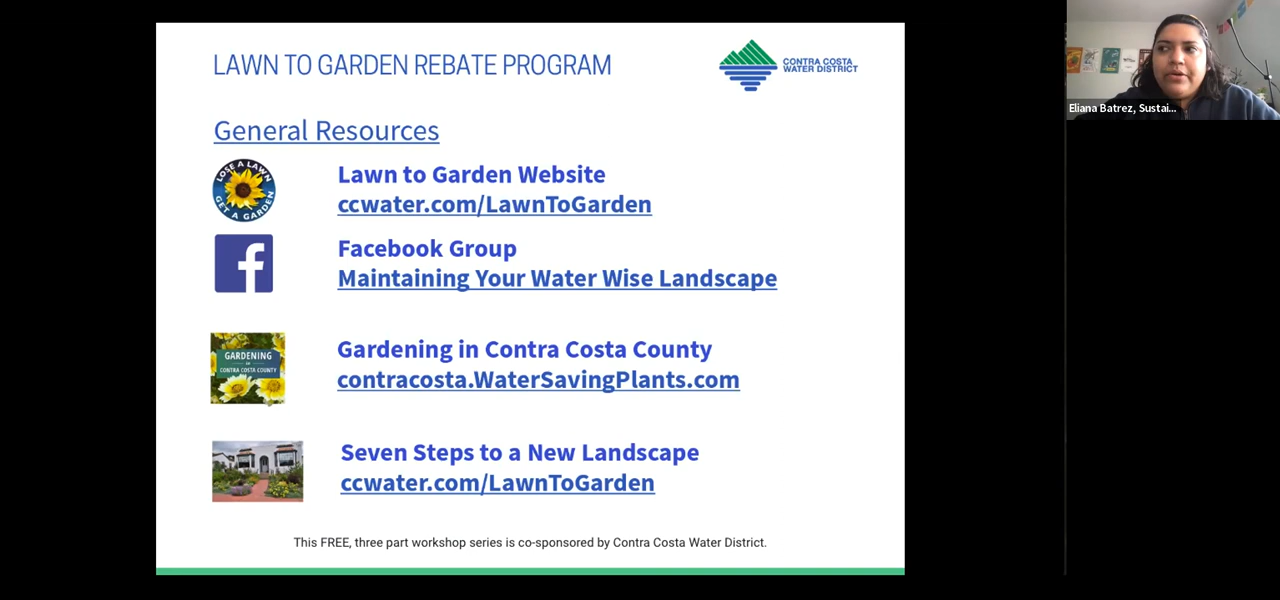 LAWN TO GARDEN REBATE PROGRAM
CONTRA COSTA
WATER DISTRICT
Eliana Batrez, Sustai...
General Resources
LOSE A LAWN
GET A GARDEN
Lawn to Garden Website
ccwater.com/LawnToGarden
Facebook Group
Maintaining Your Water Wise Landscape
GARDENING
in
CONTRA COSTA COUNTY
Gardening in Contra Costa County
contracosta.WaterSavingPlants.com
Seven Steps to a New Landscape
ccwater.com/LawnToGarden
This FREE, three part workshop series is co-sponsored by Contra Costa Water District.